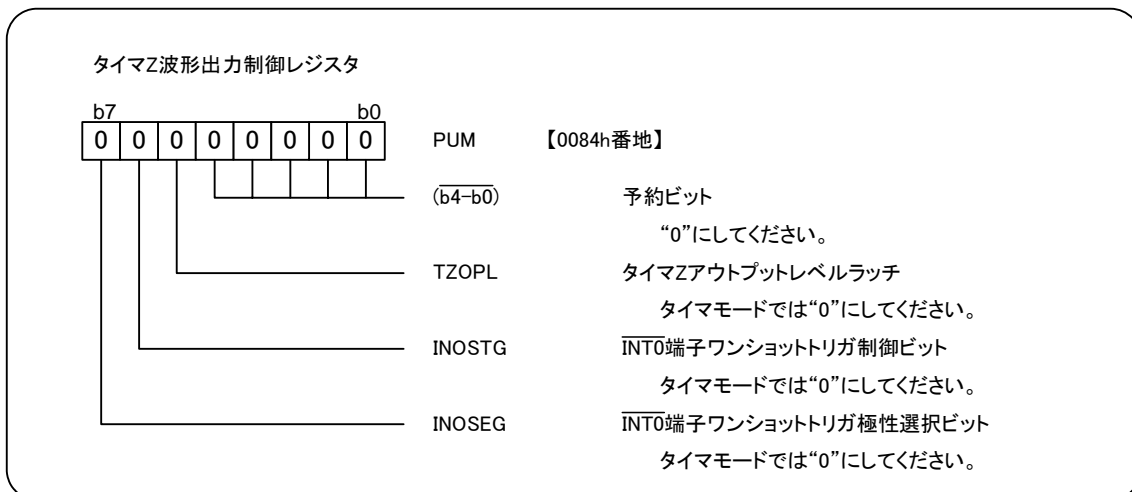 タイマZ波形出力制御レジスタ
b7 b0
0 0 0 0 0 0 0 0 PUM 【0084h番地】
(b4-b0) 予約ビット
“0”にしてください。
TZOPL タイマZアウトプットレベルラッチ
タイマモードでは“0”にしてください。
INOSTG INT0端子ワンショットトリガ制御ビット
タイマモードでは“0”にしてください。
INOSEG INT0端子ワンショットトリガ極性選択ビット
タイマモードでは“0”にしてください。